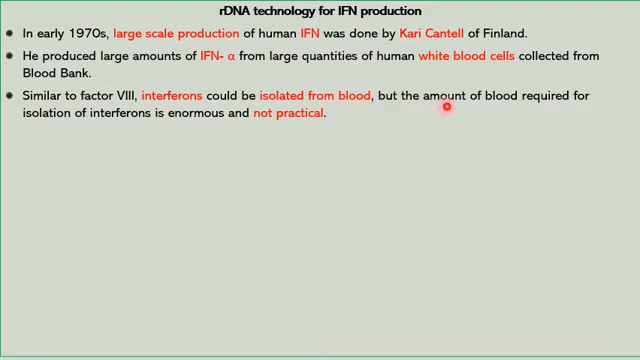 rDNA technology for IFN production
In early 1970s, large scale production of human IFN was done by Kari Cantell of Finland.
He produced large amounts of IFN- α from large quantities of human white blood cells collected from
Blood Bank.
Similar to factor VIII, interferons could be isolated from blood, but the amount of blood required for
isolation of interferons is enormous and not practical.